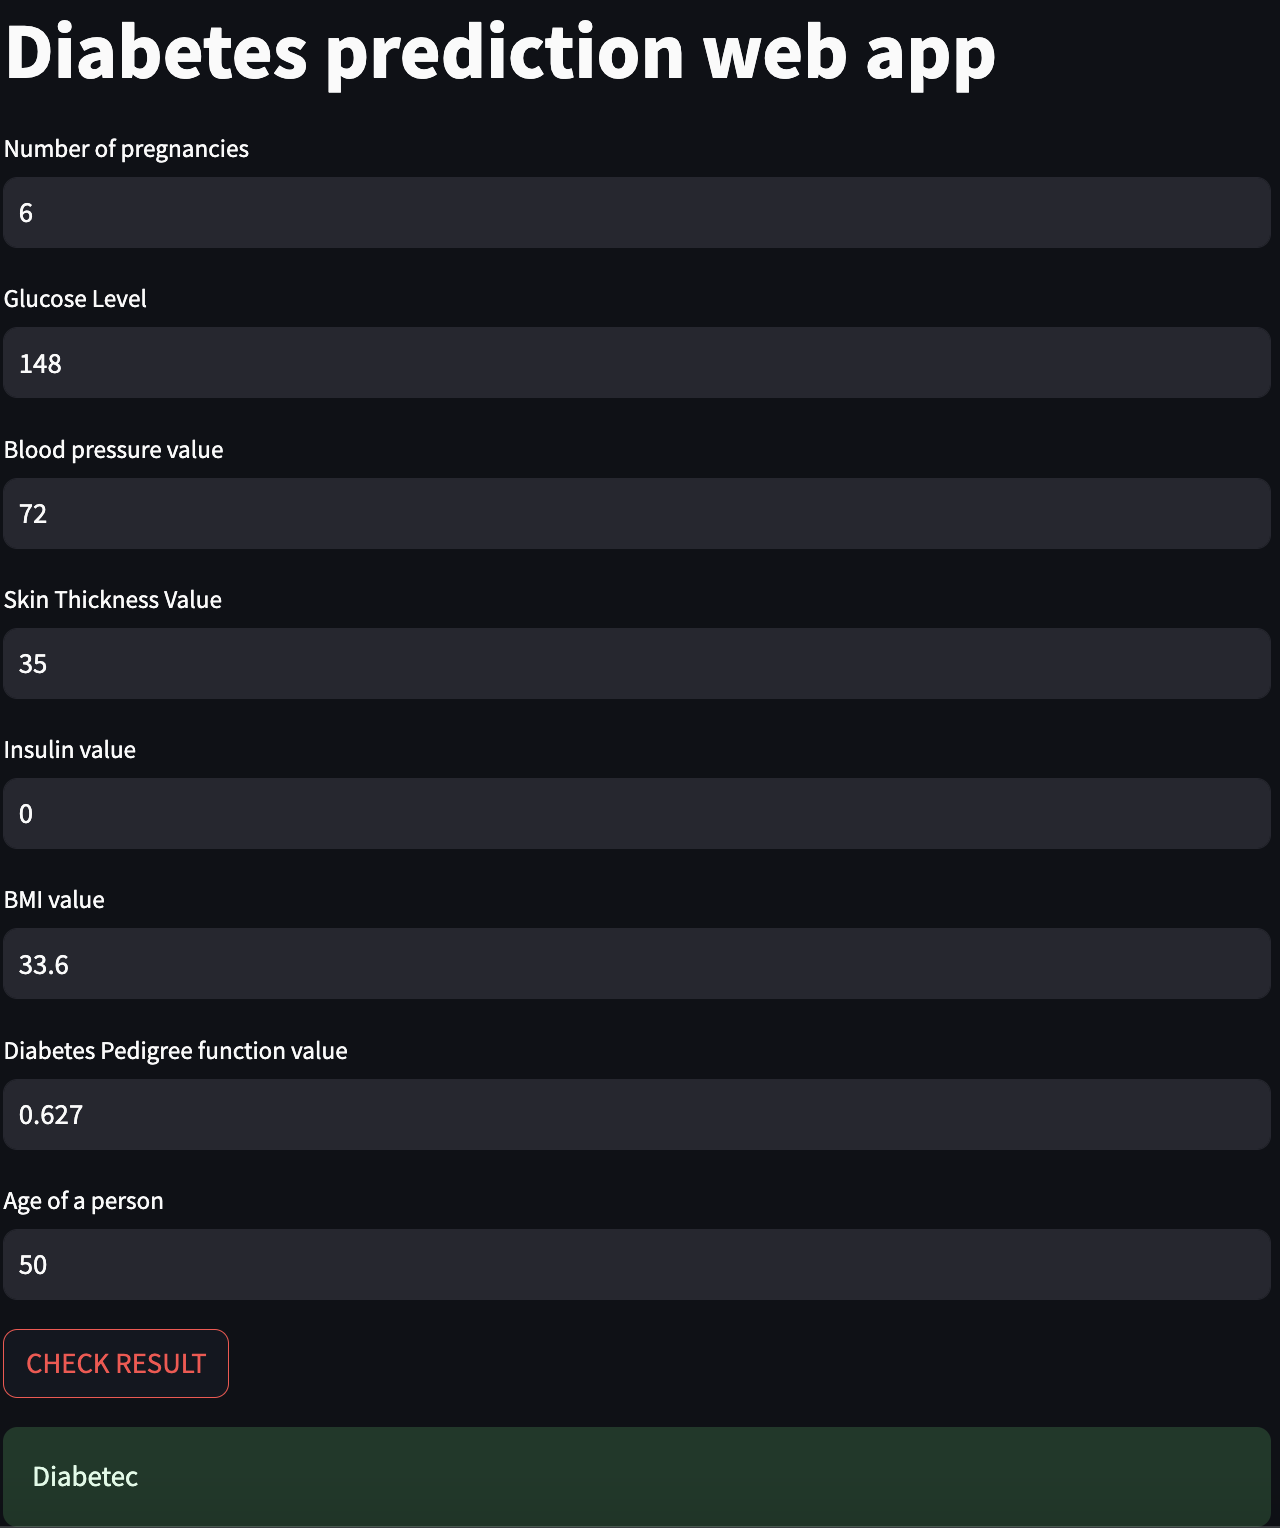 Diabetes prediction web app
Number of pregnancies
6
Glucose Level
148
Blood pressure value
72
Skin Thickness Value
35
Insulin value
0
BMI value
33.6
Diabetes Pedigree function value
0.627
Age of a person
50
CHECK RESULT
Diabetec